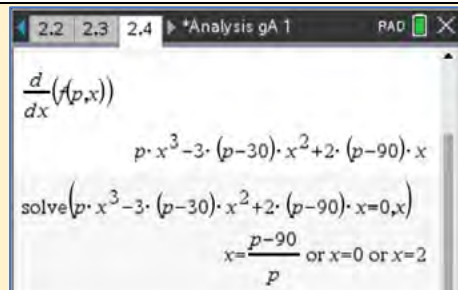 2.2 2.3 2.4 *Analysis gA 1 RAD
d/dx(f(p,x))
p·x^3-3·(p-30)·x^2+2·(p-90)·x
solve(p·x^3-3·(p-30)·x^2+2·(p-90)·x=0,x)
x=(p-90)/p or x=0 or x=2